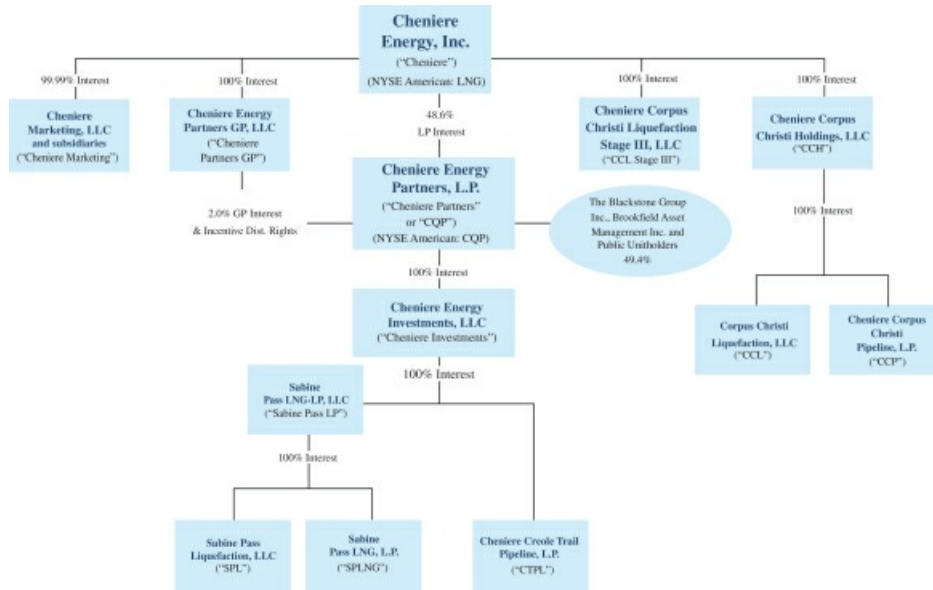 Cheniere
Energy, Inc.
(“Cheniere”)
(NYSE American: LNG)
99.99% Interest
100% Interest
100% Interest
100% Interest
Cheniere
Marketing, LLC
and subsidiaries
(“Cheniere Marketing”)
Cheniere Energy
Partners GP, LLC
(“Cheniere
Partners GP”)
48.6%
LP Interest
Cheniere Corpus
Christi Liquefaction
Stage III, LLC
(“CCL Stage III”)
Cheniere Corpus
Christi Holdings, LLC
(“CCH”)
Cheniere Energy
Partners, L.P.
(“Cheniere Partners”
or “CQP”)
(NYSE American: CQP)
2.0% GP Interest
& Incentive Dist. Rights
The Blackstone Group
Inc., Brookfield Asset
Management Inc. and
Public Unitholders
49.4%
100% Interest
100% Interest
Cheniere Energy
Investments, LLC
(“Cheniere Investments”)
Corpus Christi
Liquefaction, LLC
(“CCL”)
Cheniere Corpus
Christi
Pipeline, L.P.
(“CCP”)
100% Interest
Sabine
Pass LNG-LP, LLC
(“Sabine Pass LP”)
100% Interest
Sabine Pass
Liquefaction, LLC
(“SPL”)
Sabine
Pass LNG, L.P.
(“SPLNG”)
Cheniere Creole Trail
Pipeline, L.P.
(“CTPL”)